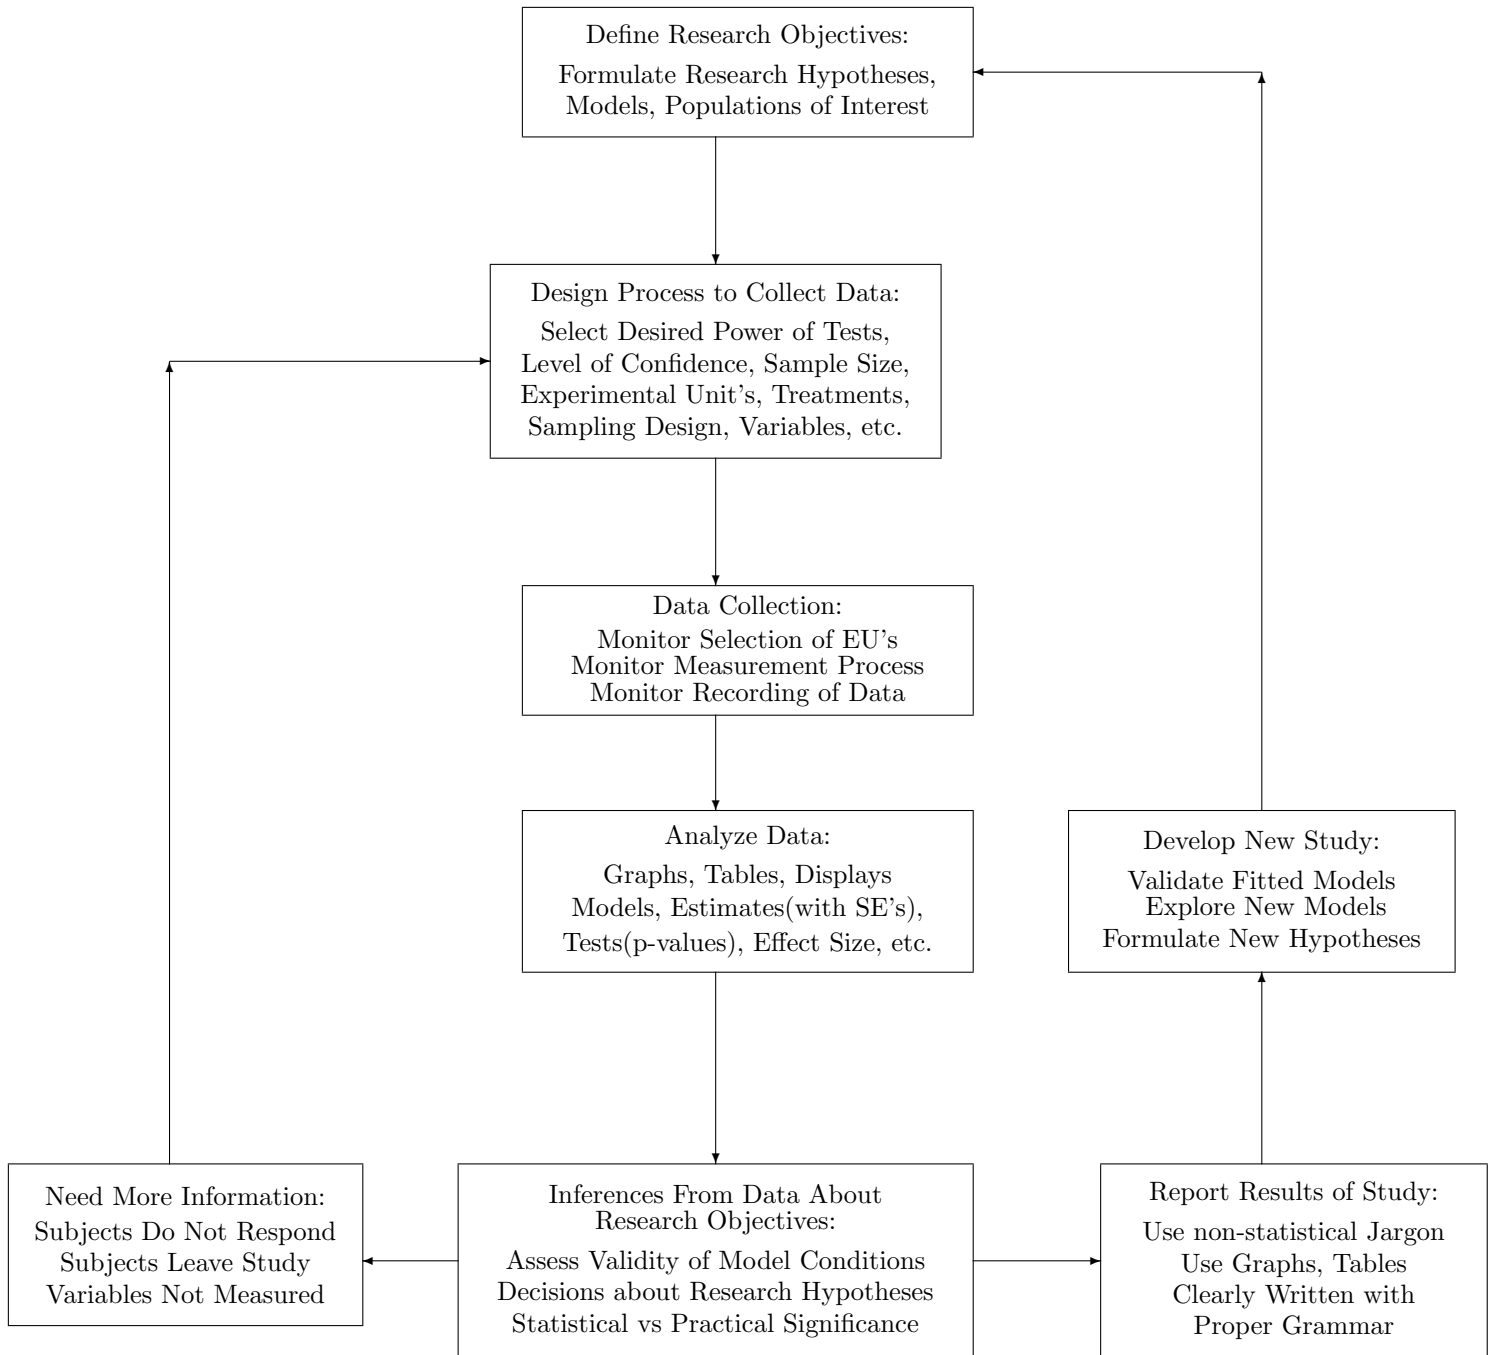 Define Research Objectives:
Formulate Research Hypotheses,
Models, Populations of Interest
Design Process to Collect Data:
Select Desired Power of Tests,
Level of Confidence, Sample Size,
Experimental Unit's, Treatments,
Sampling Design, Variables, etc.
Data Collection:
Monitor Selection of EU's
Monitor Measurement Process
Monitor Recording of Data
Analyze Data:
Graphs, Tables, Displays
Models, Estimates(with SE's),
Tests(p-values), Effect Size, etc.
Develop New Study:
Validate Fitted Models
Explore New Models
Formulate New Hypotheses
Need More Information:
Subjects Do Not Respond
Subjects Leave Study
Variables Not Measured
Inferences From Data About
Research Objectives:
Assess Validity of Model Conditions
Decisions about Research Hypotheses
Statistical vs Practical Significance
Report Results of Study:
Use non-statistical Jargon
Use Graphs, Tables
Clearly Written with
Proper Grammar